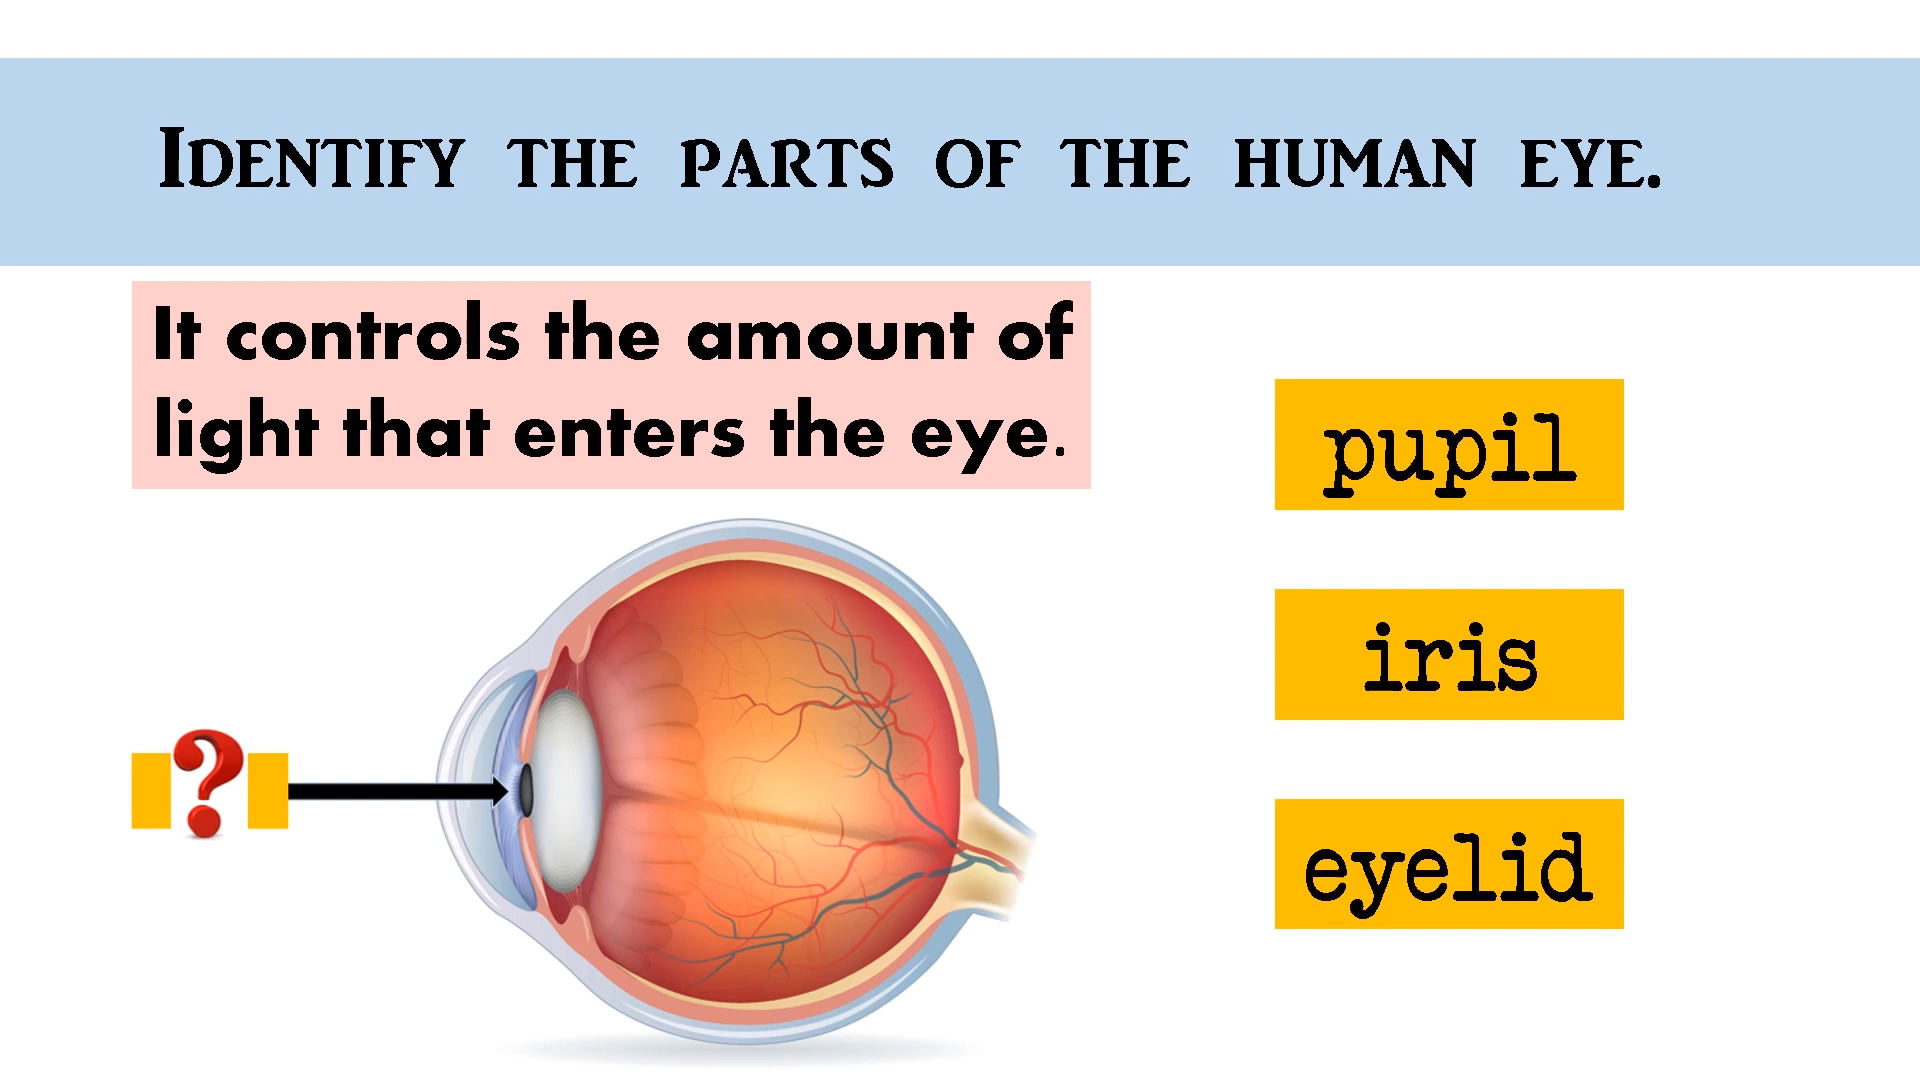 Identify the parts of the human eye.
It controls the amount of
light that enters the eye.
pupil
iris
eyelid
?